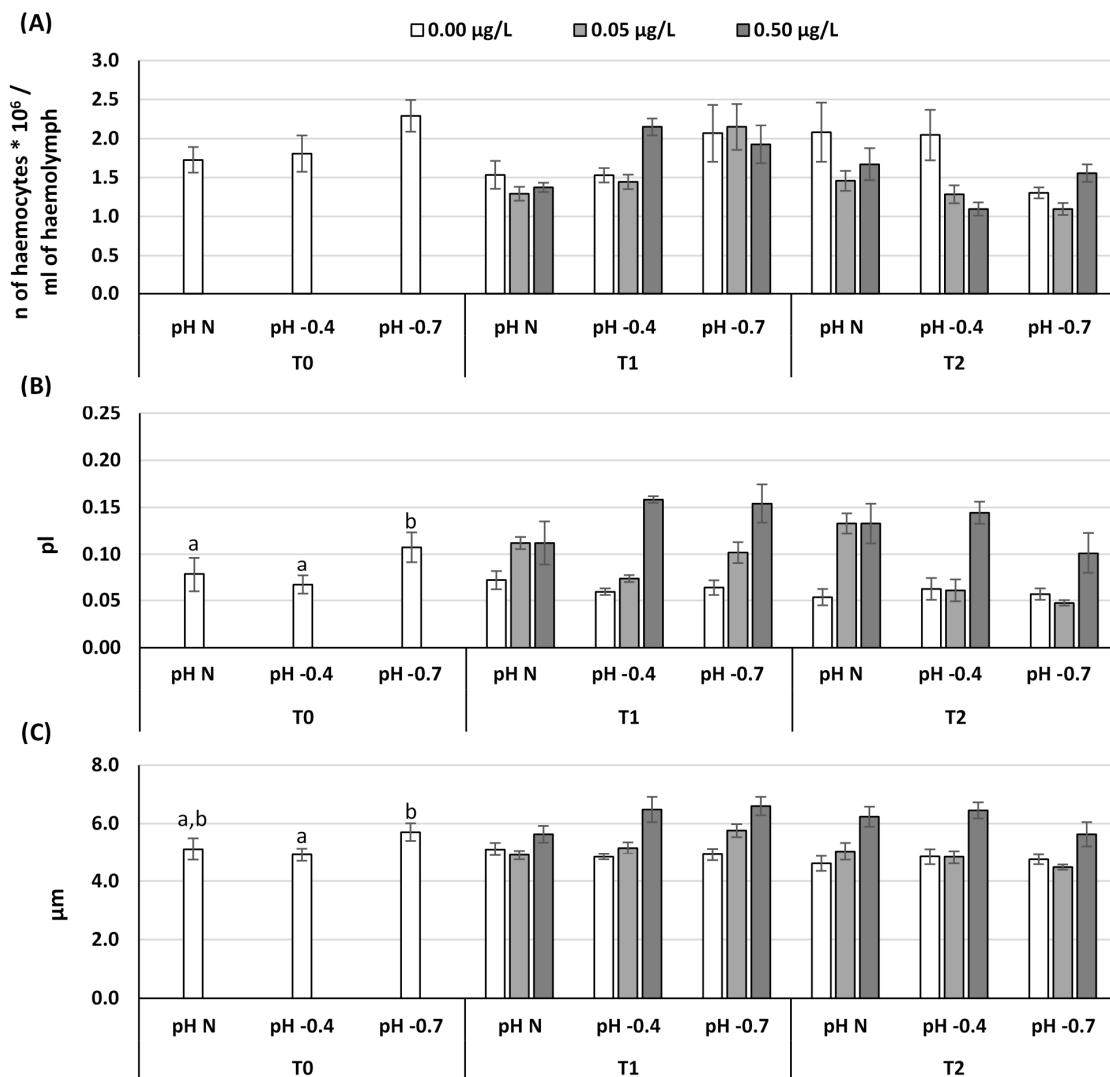 (A)
0.00 µg/L 0.05 µg/L 0.50 µg/L
n of haemocytes * 10⁶ /
ml of haemolymph
3.0
2.5
2.0
1.5
1.0
0.5
0.0
pH N pH -0.4 pH -0.7 pH N pH -0.4 pH -0.7 pH N pH -0.4 pH -0.7
T0 T1 T2
(B)
pl
0.25
0.20
0.15
0.10
0.05
0.00
a a b
pH N pH -0.4 pH -0.7 pH N pH -0.4 pH -0.7 pH N pH -0.4 pH -0.7
T0 T1 T2
(C)
µm
8.0
6.0
4.0
2.0
0.0
a,b a b
pH N pH -0.4 pH -0.7 pH N pH -0.4 pH -0.7 pH N pH -0.4 pH -0.7
T0 T1 T2